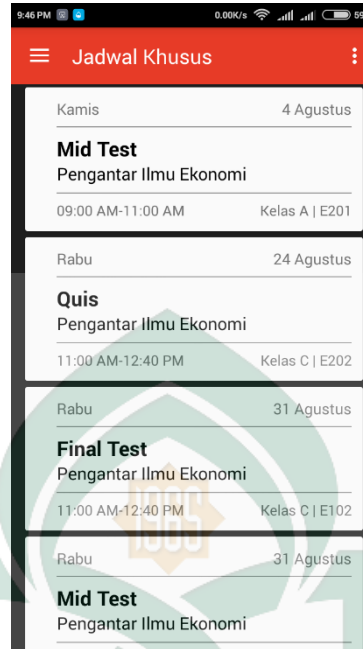 9:46 PM 0.00K/s 59
Jadwal Khusus
Kamis 4 Agustus
Mid Test
Pengantar Ilmu Ekonomi
09:00 AM-11:00 AM Kelas A | E201
Rabu 24 Agustus
Quis
Pengantar Ilmu Ekonomi
11:00 AM-12:40 PM Kelas C | E202
Rabu 31 Agustus
Final Test
Pengantar Ilmu Ekonomi
11:00 AM-12:40 PM Kelas C | E102
1965
Rabu 31 Agustus
Mid Test
Pengantar Ilmu Ekonomi